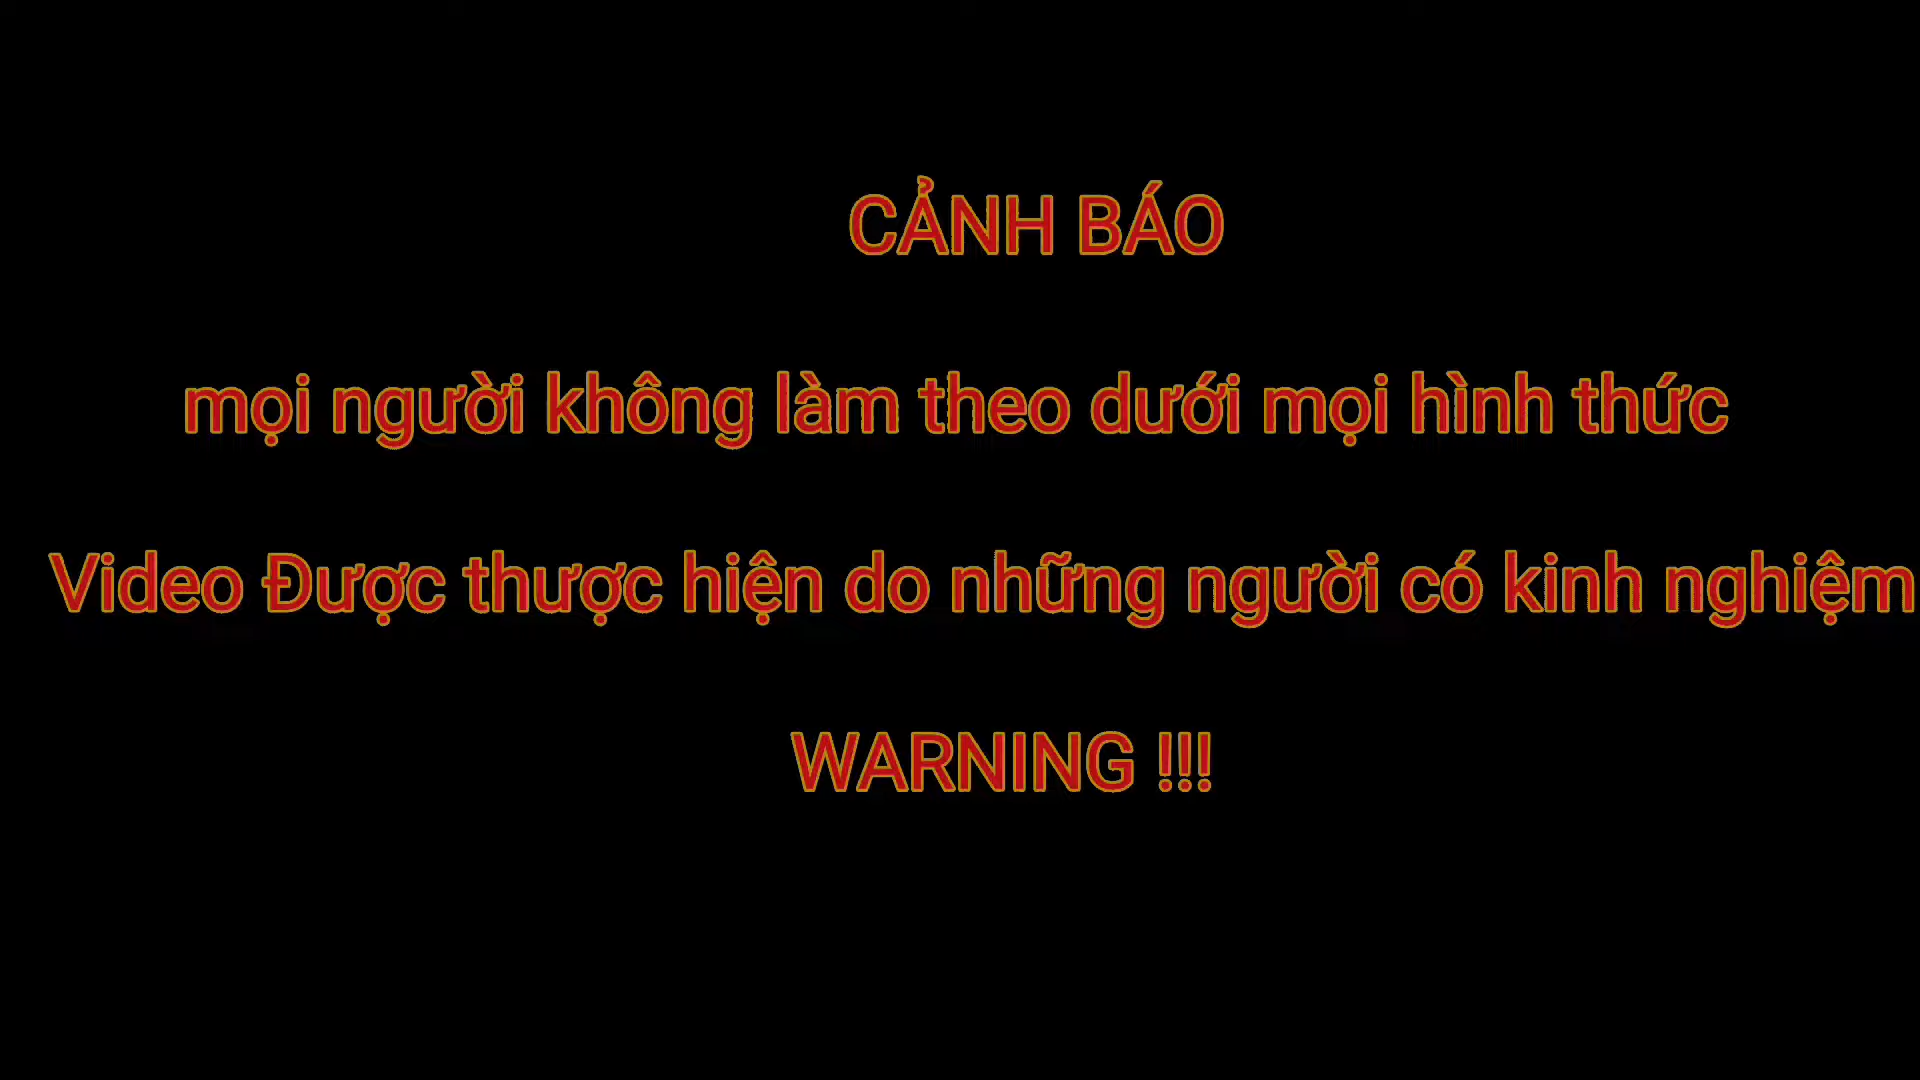 CẢNH BÁO
mọi người không làm theo dưới mọi hình thức
Video Được thược hiện do những người có kinh nghiệm
WARNING !!!